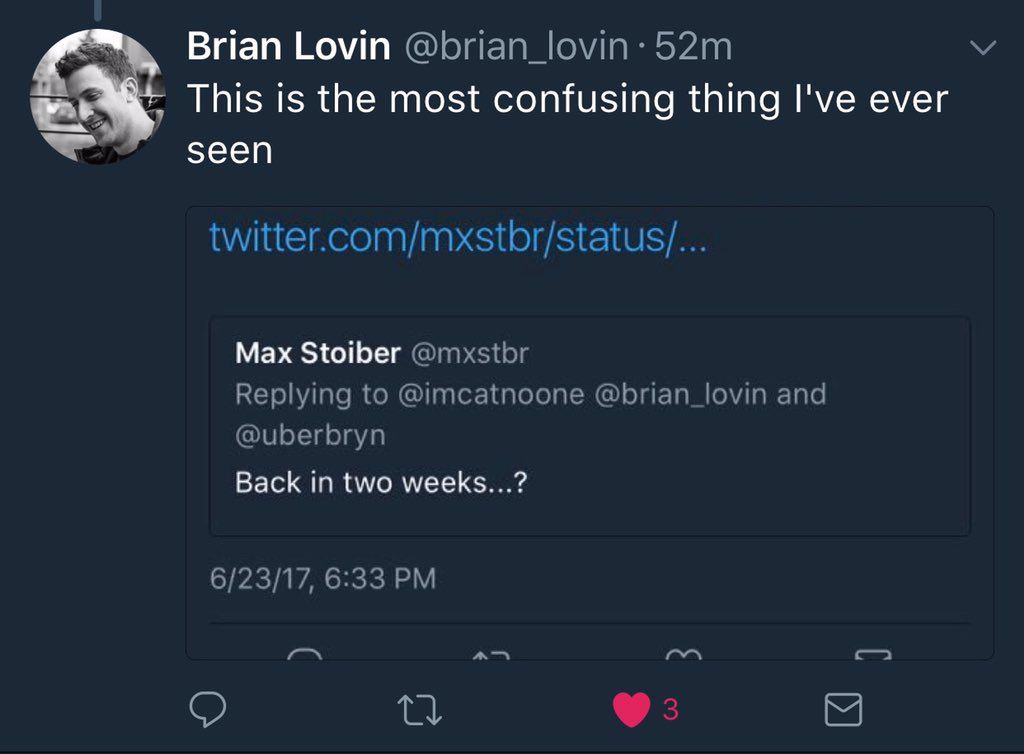 Brian Lovin @brian_lovin · 52m
This is the most confusing thing I've ever
seen
twitter.com/mxstbr/status/...
Max Stoiber @mxstbr
Replying to @imcatnoone @brian_lovin and
@uberbryn
Back in two weeks...?
6/23/17, 6:33 PM
3